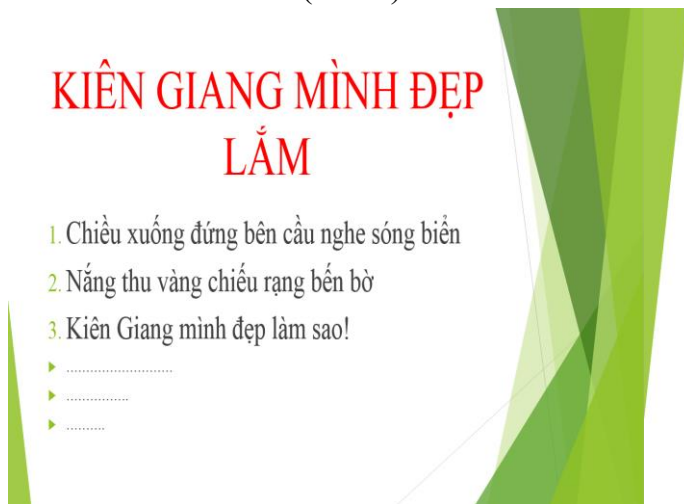 KIÊN GIANG MÌNH ĐẸP
LẮM
1. Chiều xuống đứng bên cầu nghe sóng biển
2. Nắng thu vàng chiếu rạng bến bờ
3. Kiên Giang mình đẹp làm sao!
...........................
................
..........